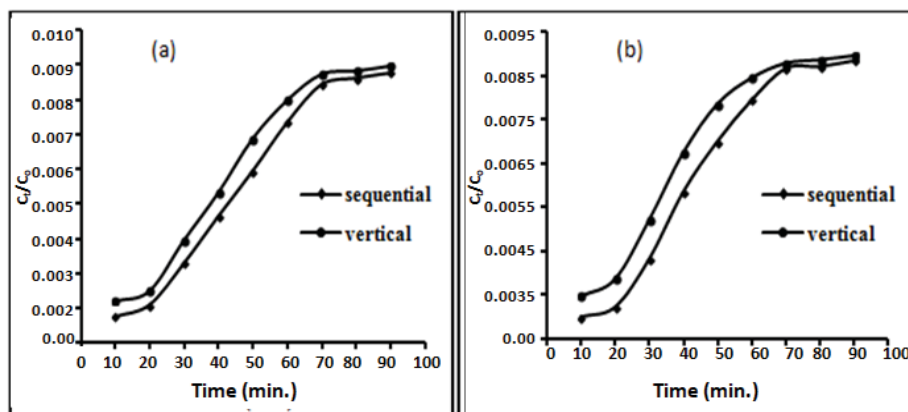 (a)
0.010
0.009
0.008
0.007
0.006
0.005
0.004
0.003
0.002
0.00
Cₜ/Cₒ
sequential
vertical
0 10 20 30 40 50 60 70 80 90 100
Time (min.)
(b)
0.0095
0.0085
0.0075
0.0065
0.0055
0.0045
0.0035
0.00
Cₜ/Cₒ
sequential
vertical
0 10 20 30 40 50 60 70 80 90 100
Time (min.)